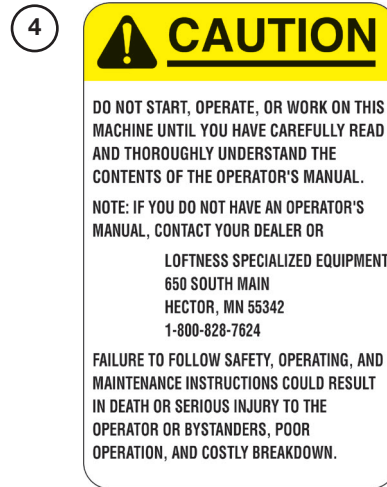 4
CAUTION
DO NOT START, OPERATE, OR WORK ON THIS
MACHINE UNTIL YOU HAVE CAREFULLY READ
AND THOROUGHLY UNDERSTAND THE
CONTENTS OF THE OPERATOR'S MANUAL.
NOTE: IF YOU DO NOT HAVE AN OPERATOR'S
MANUAL, CONTACT YOUR DEALER OR
LOFTNESS SPECIALIZED EQUIPMENT
650 SOUTH MAIN
HECTOR, MN 55342
1-800-828-7624
FAILURE TO FOLLOW SAFETY, OPERATING, AND
MAINTENANCE INSTRUCTIONS COULD RESULT
IN DEATH OR SERIOUS INJURY TO THE
OPERATOR OR BYSTANDERS, POOR
OPERATION, AND COSTLY BREAKDOWN.